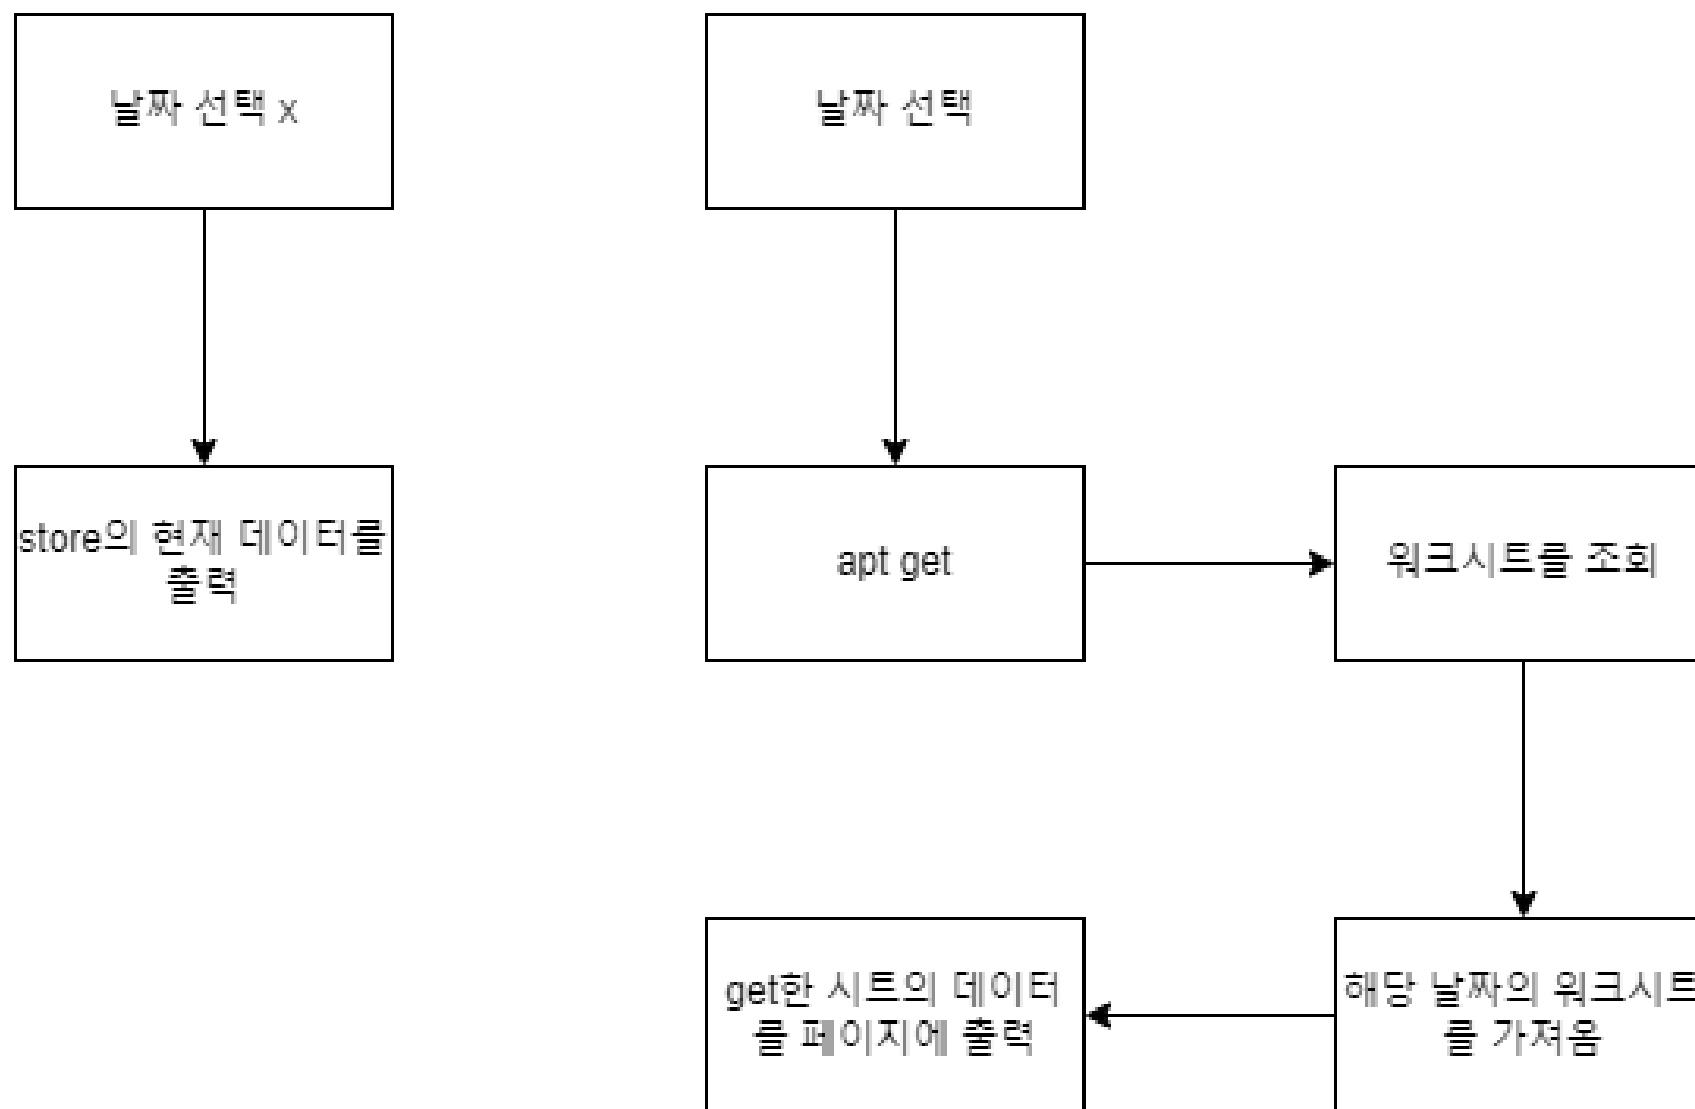 날짜 선택 x
날짜 선택
store의 현재 데이터를
출력
apt get
워크시트를 조회
get한 시트의 데이터
를 페이지에 출력
해당 날짜의 워크시트
를 가져옴